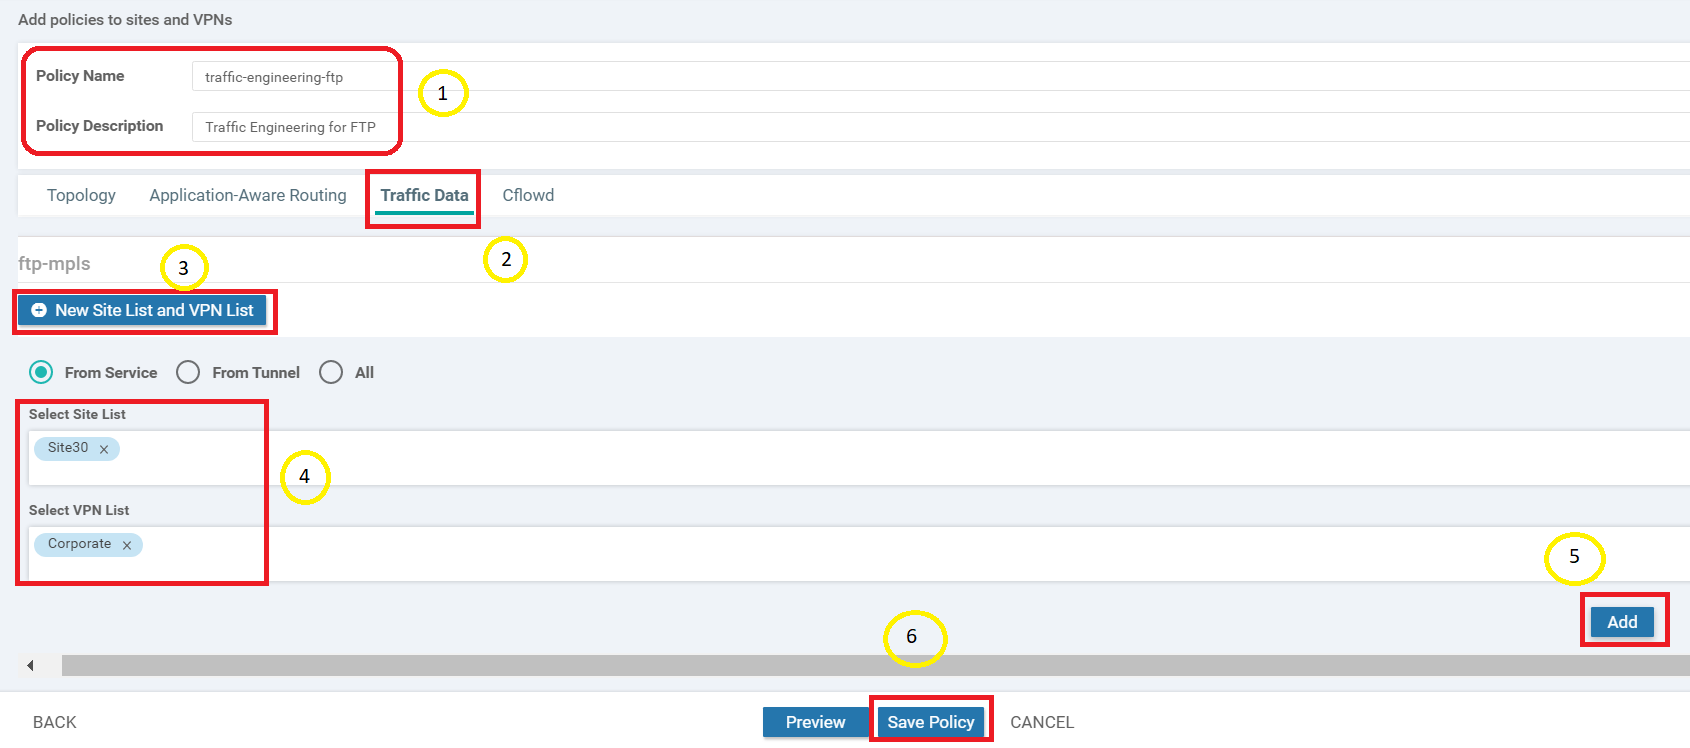 Add policies to sites and VPNs
Policy Name traffic-engineering-ftp 1
Policy Description Traffic Engineering for FTP
Topology Application-Aware Routing Traffic Data Cflowd
ftp-mpls 3 2
New Site List and VPN List
From Service From Tunnel All
Select Site List
Site30 ×
4
Select VPN List
Corporate ×
5
Add
6
BACK Preview Save Policy CANCEL